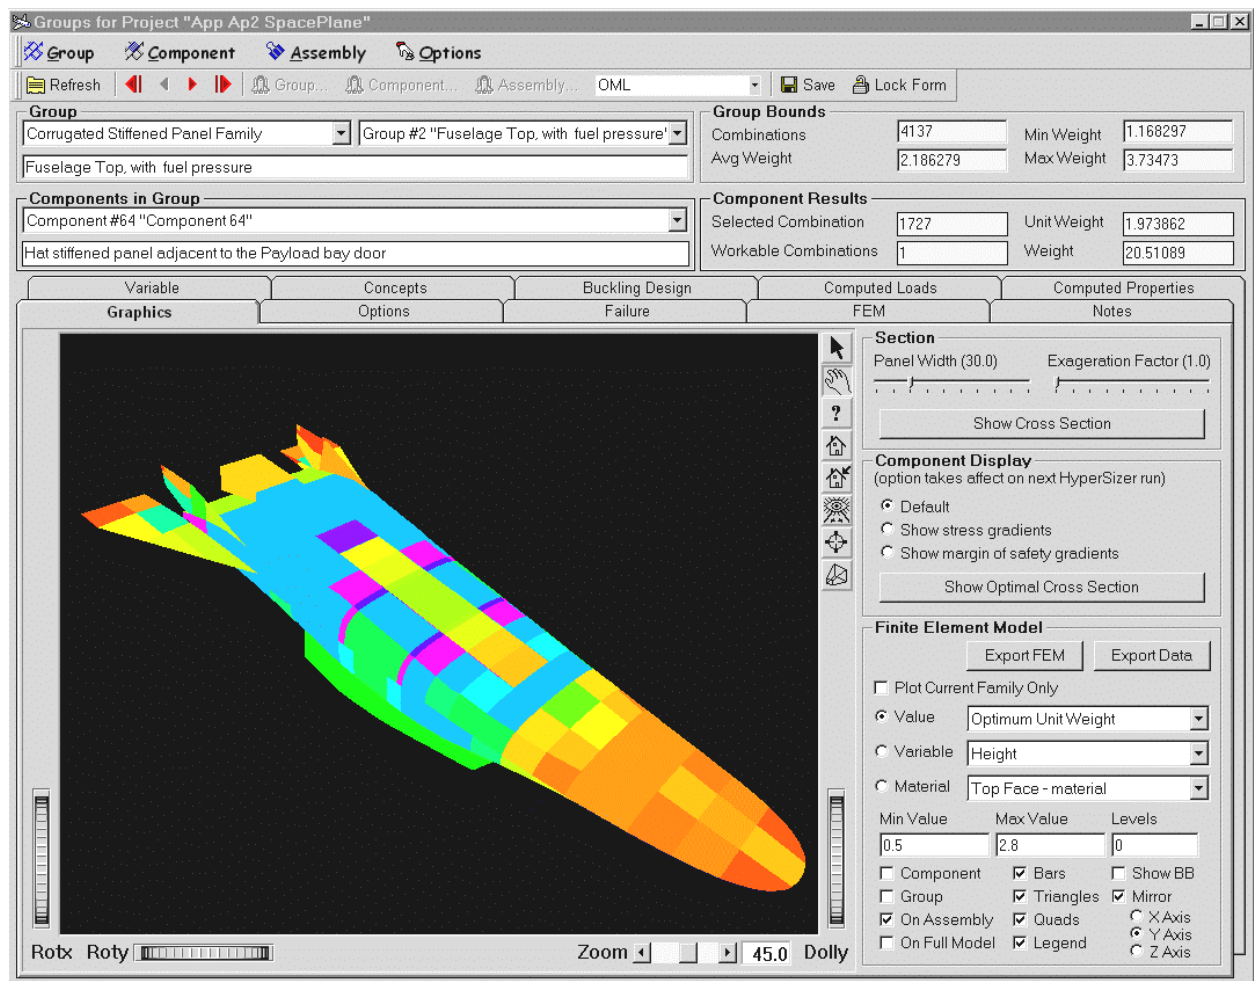 Groups for Project "App Ap2 SpacePlane"
Group Component Assembly Options
Refresh Group... Component... Assembly... OML Save Lock Form
Group
Corrugated Stiffened Panel Family Group #2 "Fuselage Top, with fuel pressure'
Fuselage Top, with fuel pressure
Group Bounds
Combinations 4137 Min Weight 1.168297
Avg Weight 2.186279 Max Weight 3.73473
Components in Group
Component #64 "Component 64"
Hat stiffened panel adjacent to the Payload bay door
Component Results
Selected Combination 1727 Unit Weight 1.973862
Workable Combinations 1 Weight 20.51089
Variable Concepts Buckling Design Computed Loads Computed Properties
Graphics Options Failure FEM Notes
Section
Panel Width (30.0) Exageration Factor (1.0)
Show Cross Section
Component Display
(option takes affect on next HyperSizer run)
Default
Show stress gradients
Show margin of safety gradients
Show Optimal Cross Section
Finite Element Model
Export FEM Export Data
Plot Current Family Only
Value Optimum Unit Weight
Variable Height
Material Top Face - material
Min Value Max Value Levels
0.5 2.8 0
Component Bars Show BB
Group Triangles Mirror
On Assembly Quads X Axis
Y Axis
On Full Model Legend Z Axis
?
Rotx Roty Zoom 45.0 Dolly